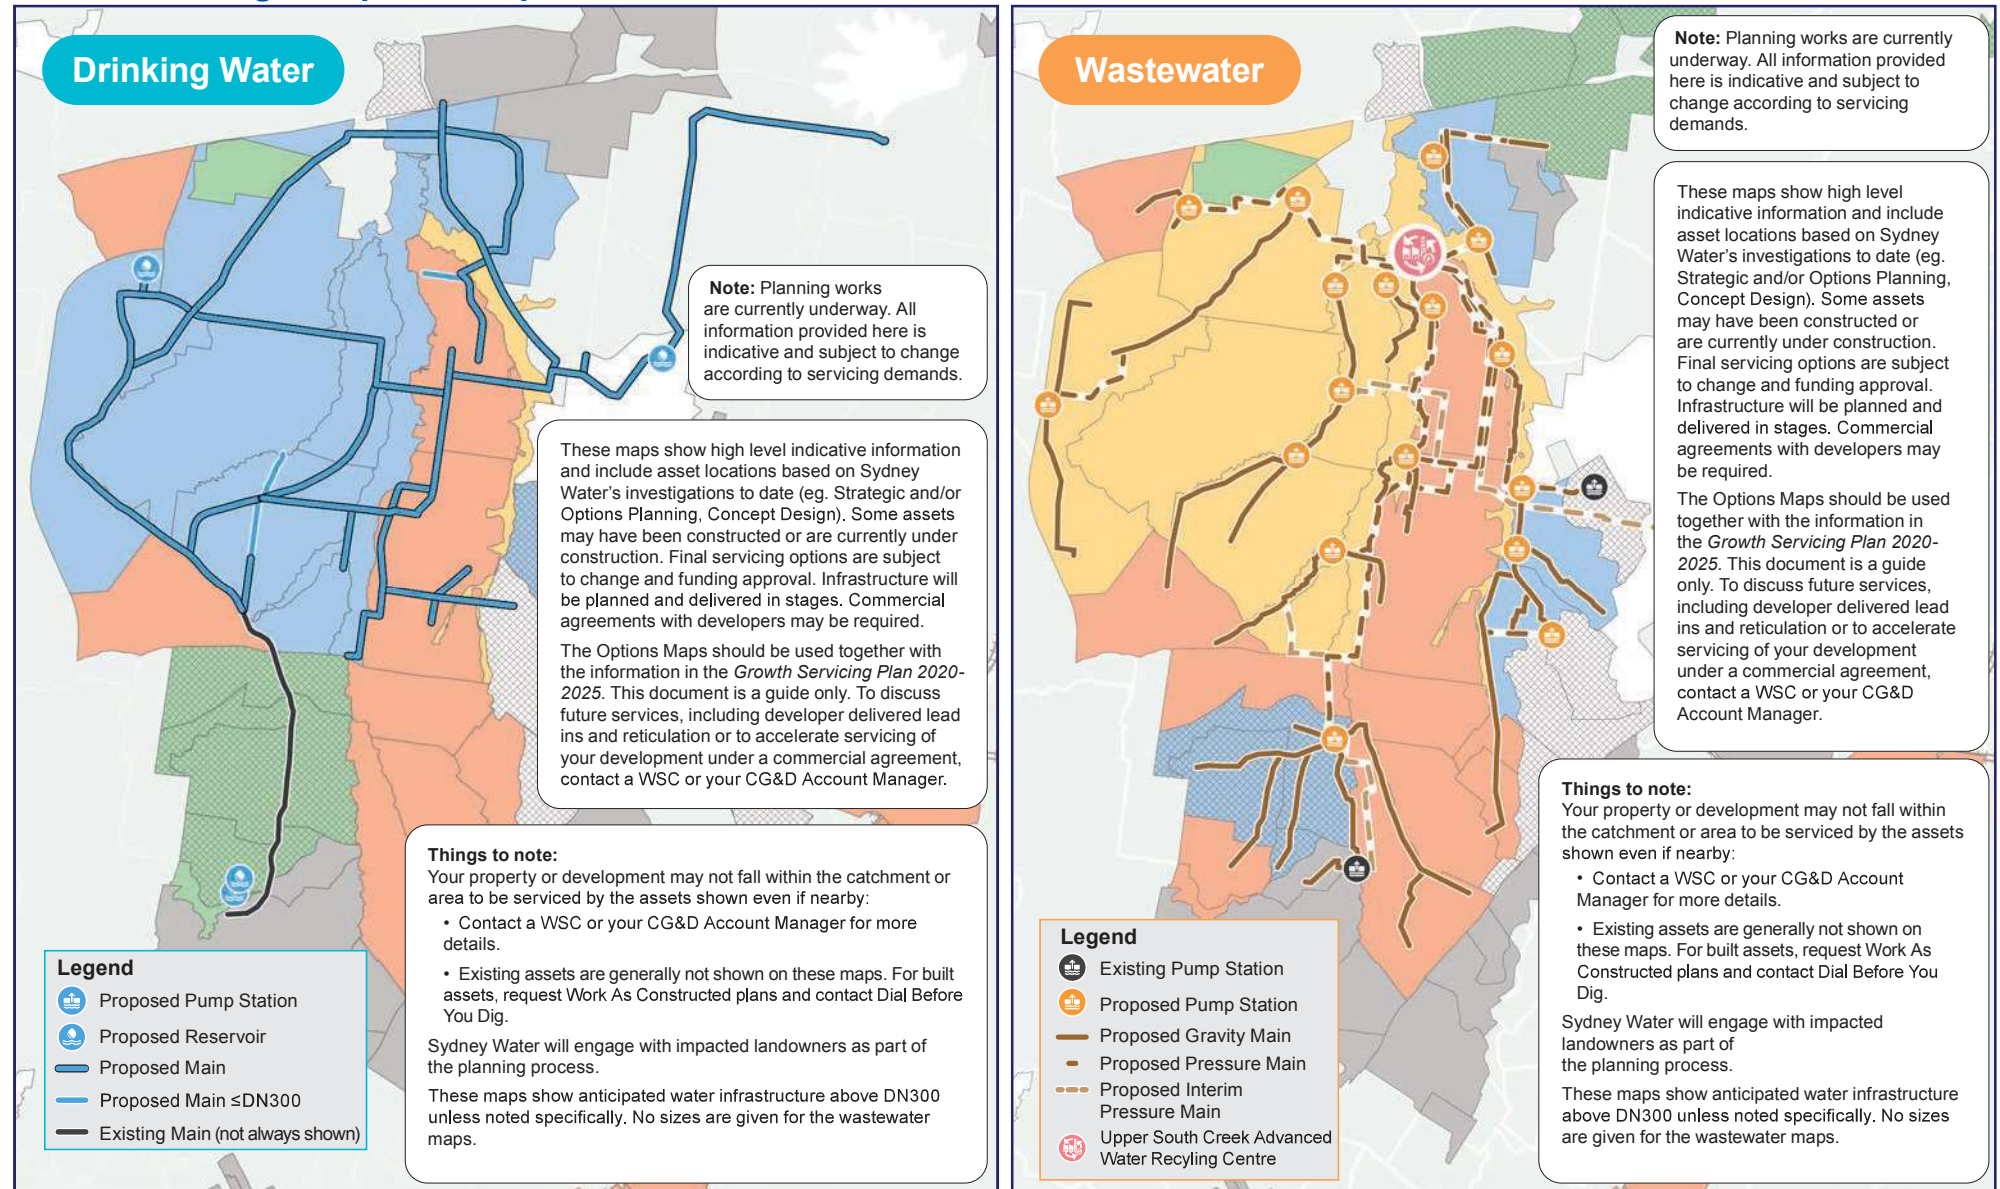 Drinking Water
Note: Planning works
are currently underway. All
information provided here is
indicative and subject to change
according to servicing demands.
These maps show high level indicative information
and include asset locations based on Sydney
Water's investigations to date (eg. Strategic and/or
Options Planning, Concept Design). Some assets
may have been constructed or are currently under
construction. Final servicing options are subject
to change and funding approval. Infrastructure will
be planned and delivered in stages. Commercial
agreements with developers may be required.
The Options Maps should be used together with
the information in the Growth Servicing Plan 2020-
2025. This document is a guide only. To discuss
future services, including developer delivered lead
ins and reticulation or to accelerate servicing of
your development under a commercial agreement,
contact a WSC or your CG&D Account Manager.
Things to note:
Your property or development may not fall within the catchment or
area to be serviced by the assets shown even if nearby:
• Contact a WSC or your CG&D Account Manager for more
details.
• Existing assets are generally not shown on these maps. For built
assets, request Work As Constructed plans and contact Dial Before
You Dig.
Sydney Water will engage with impacted landowners as part of
the planning process.
These maps show anticipated water infrastructure above DN300
unless noted specifically. No sizes are given for the wastewater
maps.
Legend
Proposed Pump Station
Proposed Reservoir
Proposed Main
Proposed Main ≤DN300
Existing Main (not always shown)
Wastewater
Note: Planning works are currently
underway. All information provided
here is indicative and subject to
change according to servicing
demands.
These maps show high level
indicative information and include
asset locations based on Sydney
Water's investigations to date (eg.
Strategic and/or Options Planning,
Concept Design). Some assets
may have been constructed or
are currently under construction.
Final servicing options are subject
to change and funding approval.
Infrastructure will be planned and
delivered in stages. Commercial
agreements with developers may
be required.
The Options Maps should be used
together with the information in
the Growth Servicing Plan 2020-
2025. This document is a guide
only. To discuss future services,
including developer delivered lead
ins and reticulation or to accelerate
servicing of your development
under a commercial agreement,
contact a WSC or your CG&D
Account Manager.
Things to note:
Your property or development may not fall within
the catchment or area to be serviced by the assets
shown even if nearby:
• Contact a WSC or your CG&D Account
Manager for more details.
• Existing assets are generally not shown on
these maps. For built assets, request Work As
Constructed plans and contact Dial Before You
Dig.
Sydney Water will engage with impacted
landowners as part of
the planning process.
These maps show anticipated water infrastructure
above DN300 unless noted specifically. No sizes
are given for the wastewater maps.
Legend
Existing Pump Station
Proposed Pump Station
Proposed Gravity Main
Proposed Pressure Main
Proposed Interim
Pressure Main
Upper South Creek Advanced
Water Recyling Centre